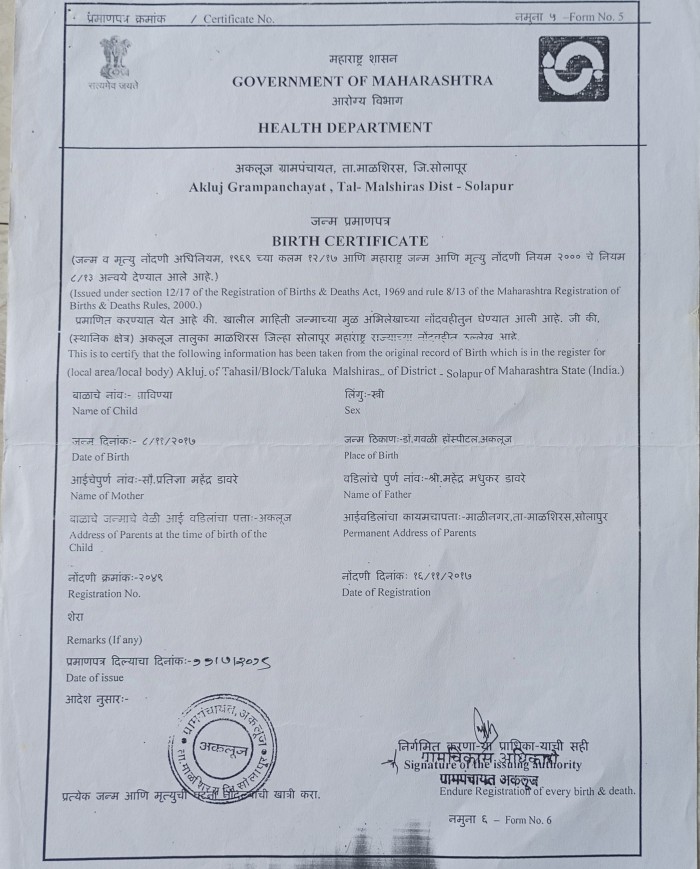 प्रमाणपत्र क्रमांक / Certificate No. नमुना ५ –Form No. 5
सत्यमेव जयते
महाराष्ट्र शासन
GOVERNMENT OF MAHARASHTRA
आरोग्य विभाग
HEALTH DEPARTMENT
अकलूज ग्रामपंचायत, ता.माळशिरस, जि.सोलापूर
Akluj Grampanchayat , Tal- Malshiras Dist - Solapur
जन्म प्रमाणपत्र
BIRTH CERTIFICATE
(जन्म व मृत्यु नोंदणी अधिनियम, १९६९ च्या कलम १२/१७ आणि महाराष्ट्र जन्म आणि मृत्यु नोंदणी नियम २००० चे नियम
८/१३ अन्वये देण्यात आले आहे.)
(Issued under section 12/17 of the Registration of Births & Deaths Act, 1969 and rule 8/13 of the Maharashtra Registration of
Births & Deaths Rules, 2000.)
प्रमाणित करण्यात येत आहे की. खालील माहिती जन्माच्या मुळ अभिलेखाच्या नोंदवहीतुन घेण्यात आली आहे. जी की,
(स्थानिक क्षेत्र) अकलूज तालुका माळशिरस जिल्हा सोलापूर महाराष्ट्र राज्याच्या नोंदवहीत उल्लेख आहे.
This is to certify that the following information has been taken from the original record of Birth which is in the register for
(local area/local body) Akluj. of Tahasil/Block/Taluka Malshiras.. of District - Solapur of Maharashtra State (India.)
बाळाचे नांवः- ताविण्या लिंगुः-स्त्री
Name of Child Sex
जन्म दिनांकः- ८/११/२०१७ जन्म ठिकाणः-डॉ.गवळी हॉस्पीटल,अकलूज
Date of Birth Place of Birth
आईचेपुर्ण नांवः-सौ.प्रतिज्ञा महेद्र डावरे वडिलांचे पुर्ण नांवः-श्री.महेद्र मधुकर डावरे
Name of Mother Name of Father
बाळाचे जन्माचे वेळी आई वडिलांचा पत्ताः-अकलूज आईवडिलांचा कायमचापत्ताः-माळीनगर,ता-माळशिरस,सोलापुर
Address of Parents at the time of birth of the Permanent Address of Parents
Child
नोंदणी क्रमांकः-२०४९ नोंदणी दिनांकः १६/११/२०१७
Registration No. Date of Registration
शेरा
Remarks (If any)
प्रमाणपत्र दिल्याचा दिनांकः-
Date of issue
आदेश नुसारः-
ग्रामपंचायत, अकलूज
अकलूज
ता.माळशिरस जि.सोलापूर
निर्गमित करणा-या प्राधिका-याची सही
ग्रामविकास अधिकारी
Signature of the issuing authority
ग्रामपंचायत अकलूज
प्रत्येक जन्म आणि मृत्युची घटना नोंदल्याची खात्री करा. Endure Registration of every birth & death.
नमुना ६ – Form No. 6